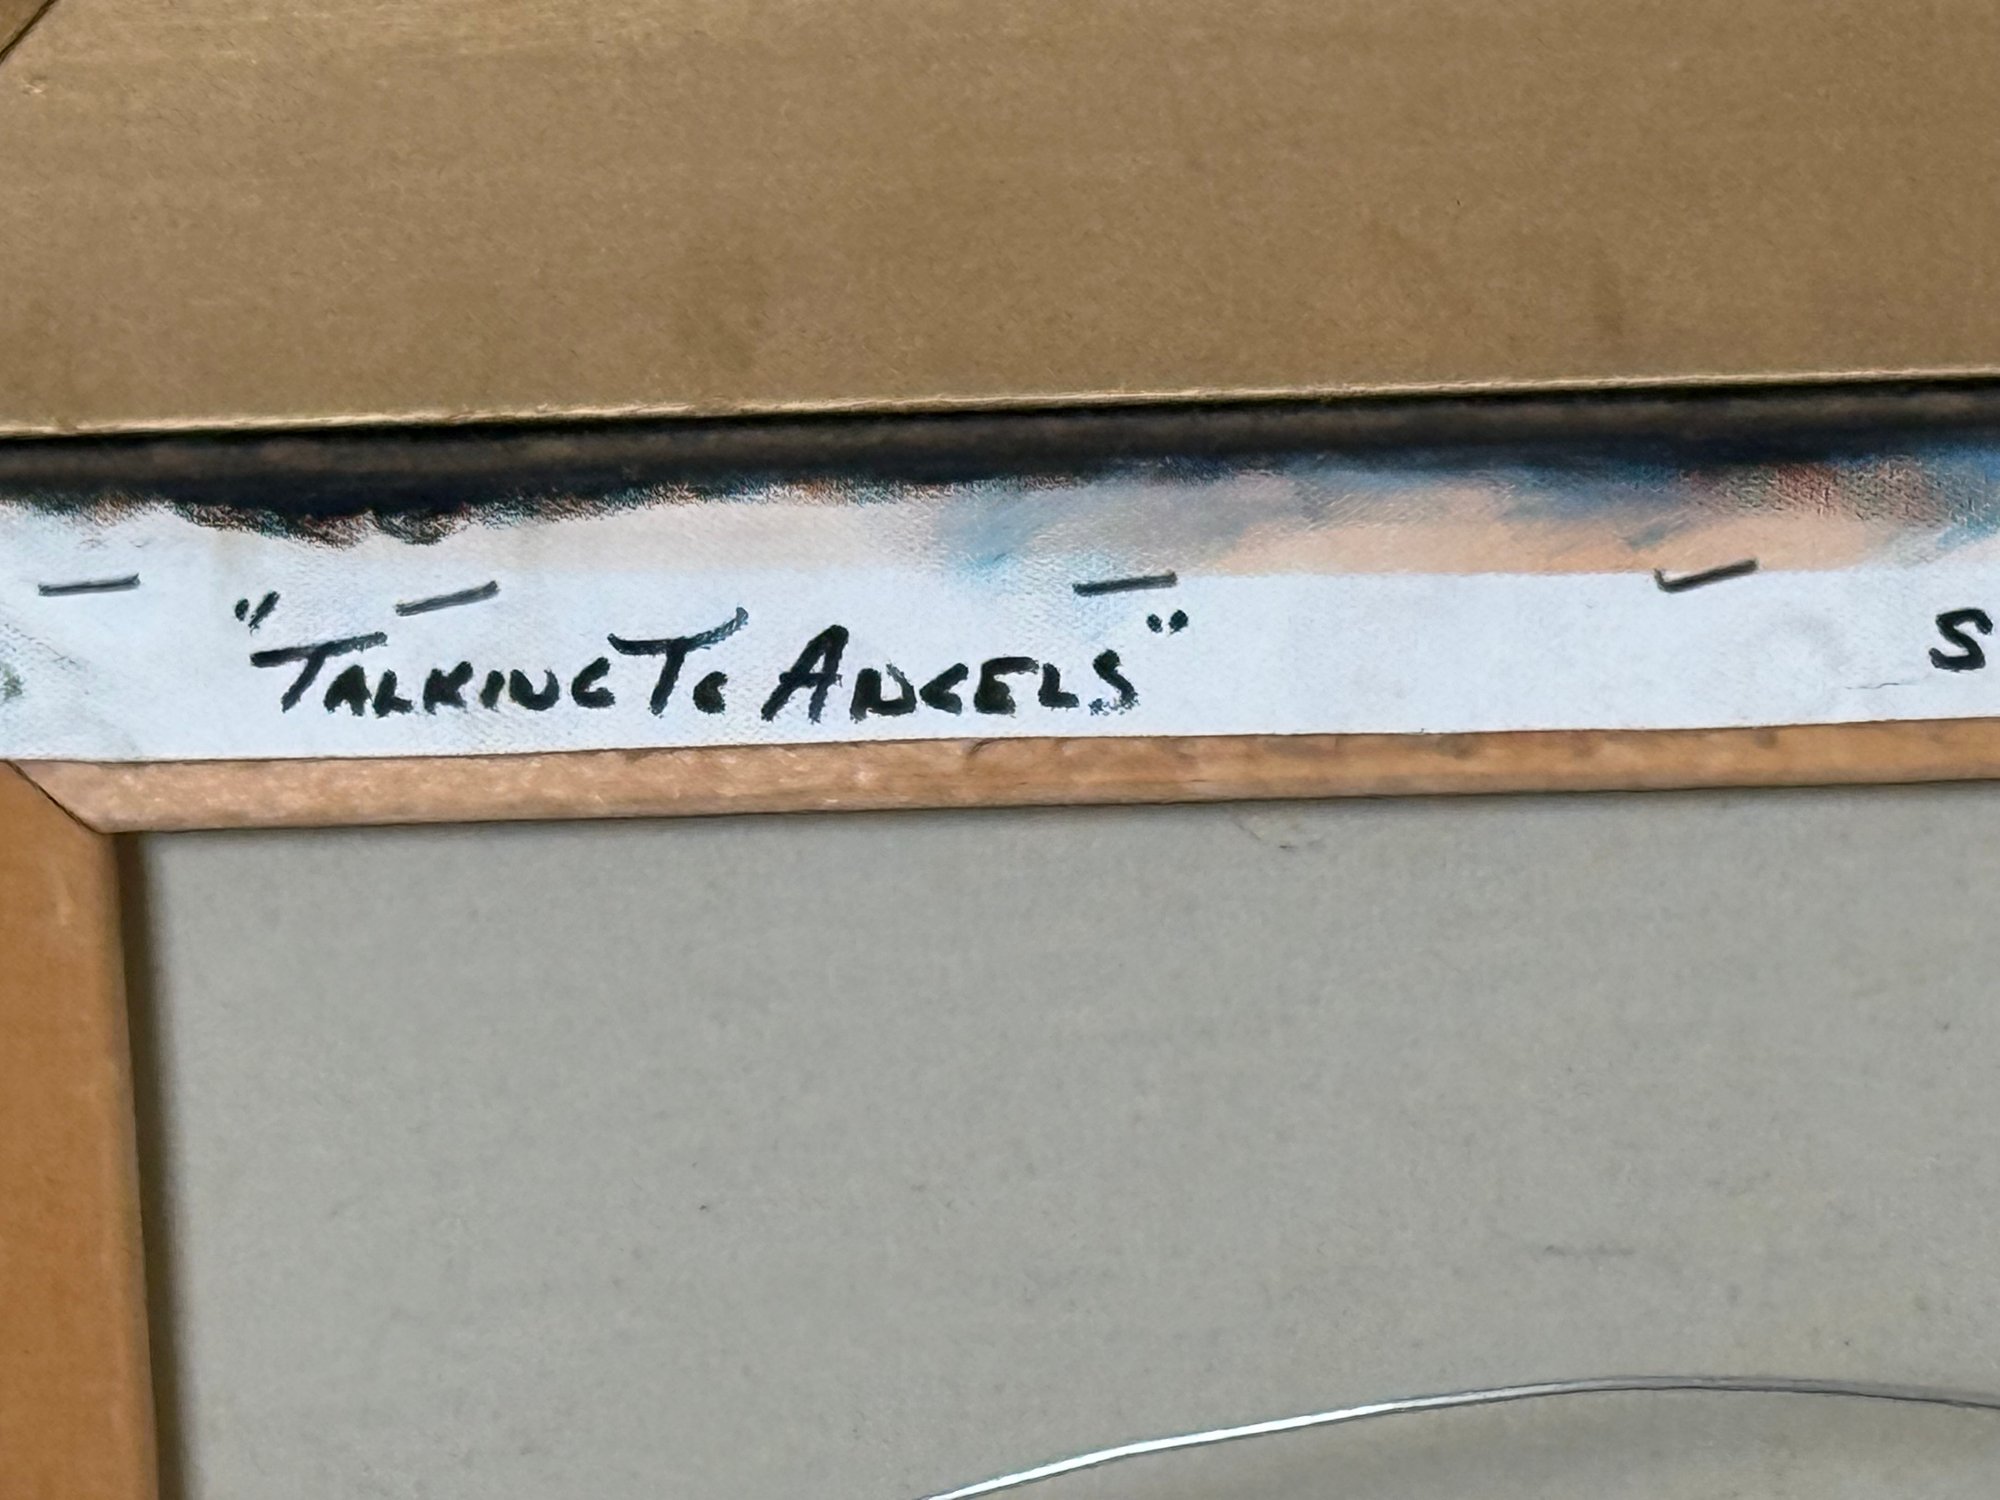 "Talking To Angels" S